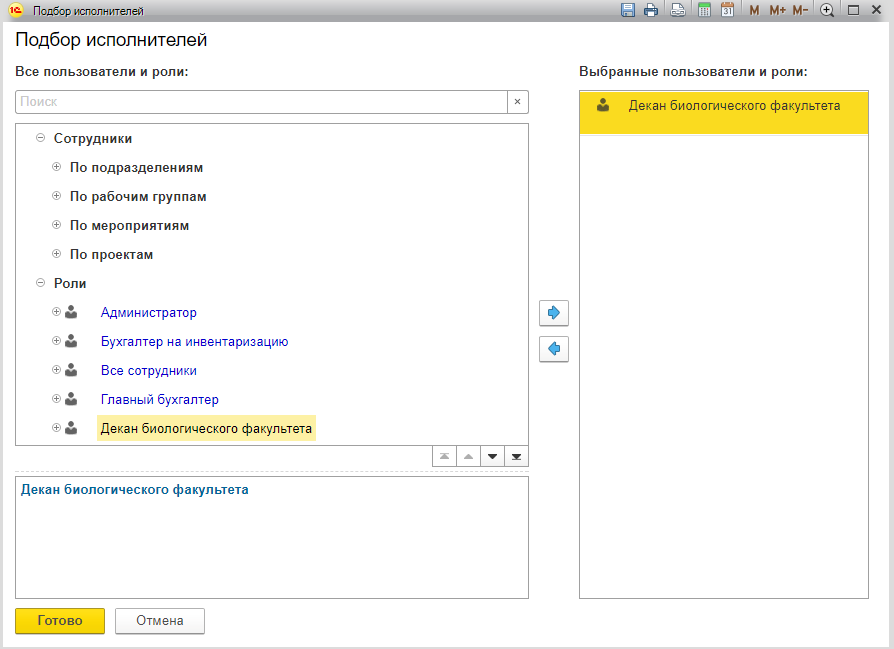 1С Подбор исполнителей
M M+ M-
31
Подбор исполнителей
Все пользователи и роли:
Поиск
×
Сотрудники
По подразделениям
По рабочим группам
По мероприятиям
По проектам
Роли
Администратор
Бухгалтер на инвентаризацию
Все сотрудники
Главный бухгалтер
Декан биологического факультета
Декан биологического факультета
Готово
Отмена
Выбранные пользователи и роли:
Декан биологического факультета